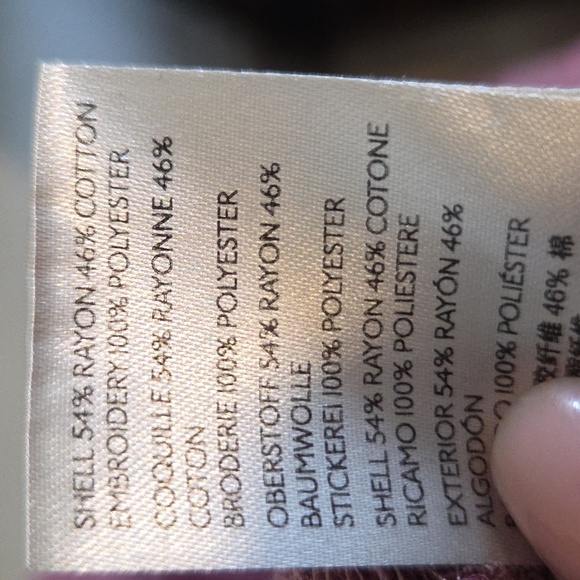 SHELL 54% RAYON 46% COTTON
EMBROIDERY 100% POLYESTER
COQUILLE 54% RAYONNE 46%
COTON
BRODERIE 100% POLYESTER
OBERSTOFF 54% RAYON 46%
BAUMWOLLE
STICKEREI 100% POLYESTER
SHELL 54% RAYON 46% COTONE
RICAMO 100% POLIESTERE
EXTERIOR 54% RAYÓN 46%
ALGODÓN
100% POLIÉSTER
纤维 46% 棉